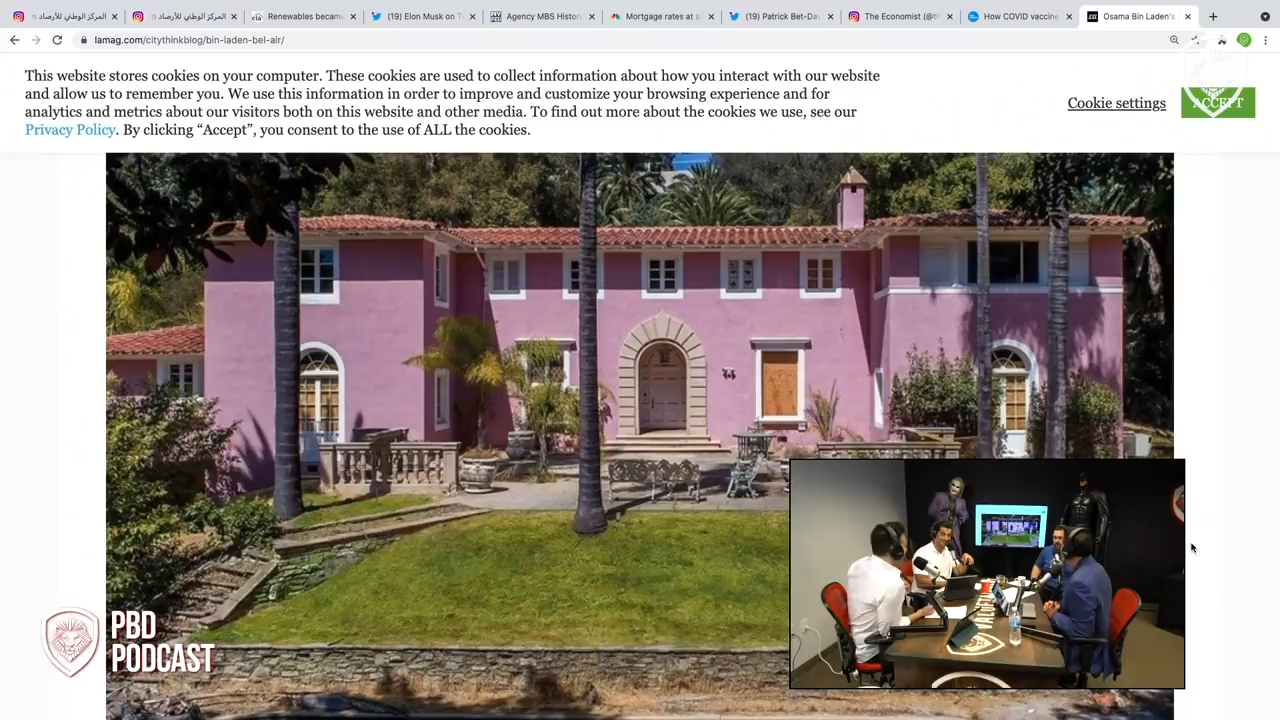 المركز الوطني للأرصاد
المركز الوطني للأرصاد
Renewables became
(19) Elon Musk on T
Agency MBS Histor
Mortgage rates at s
(19) Patrick Bet-Da
The Economist (@t
How COVID vaccine
Osama Bin Laden's
lamag.com/citythinkblog/bin-laden-bel-air/
This website stores cookies on your computer. These cookies are used to collect information about how you interact with our website
and allow us to remember you. We use this information in order to improve and customize your browsing experience and for
analytics and metrics about our visitors both on this website and other media. To find out more about the cookies we use, see our
Privacy Policy. By clicking “Accept”, you consent to the use of ALL the cookies.
Cookie settings
ACCEPT
PBD
PODCAST